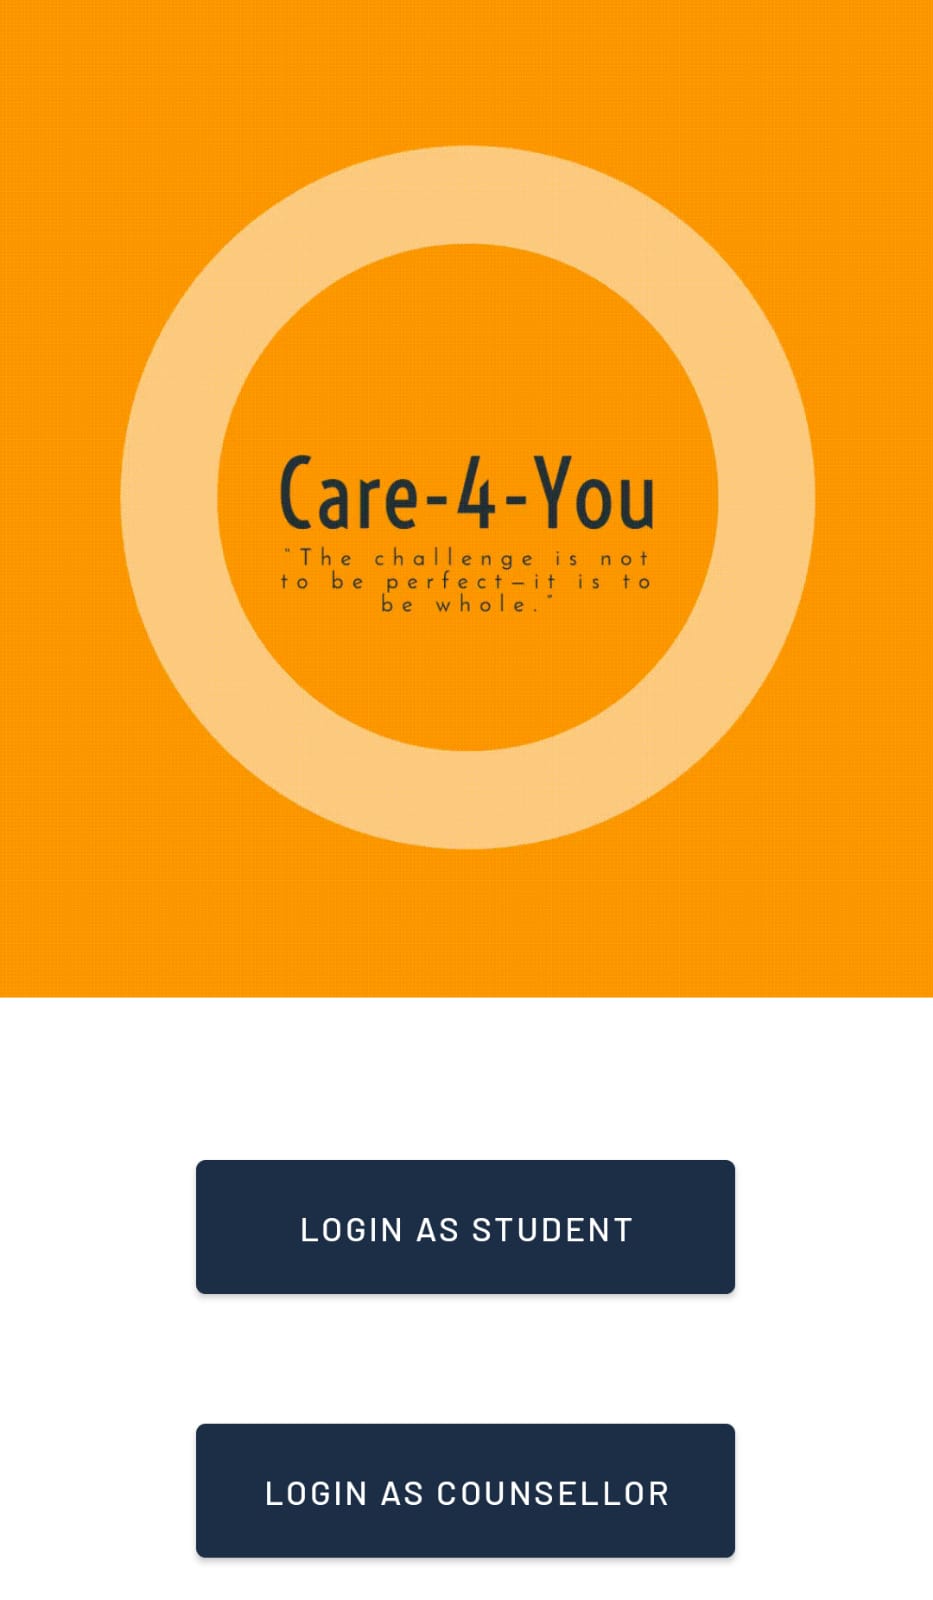 Care-4-You
"The challenge is not
to be perfect—it is to
be whole."
LOGIN AS STUDENT
LOGIN AS COUNSELLOR